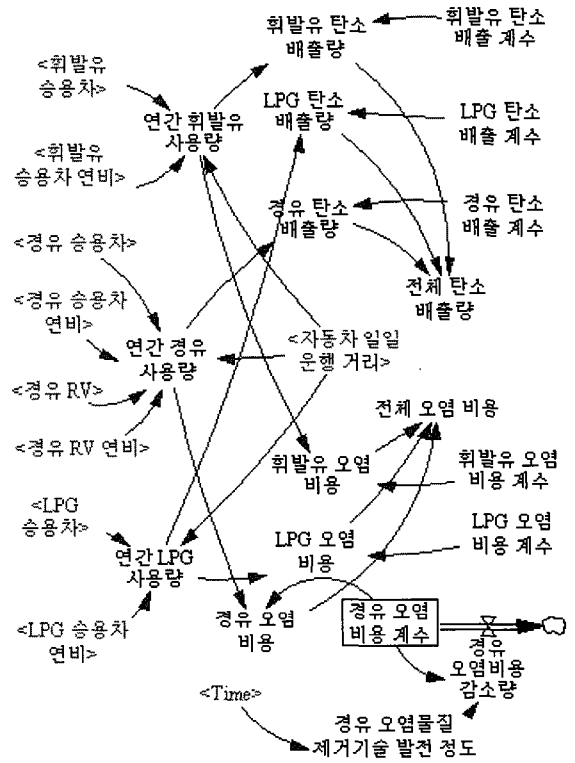 휘발유 탄소
배출량
휘발유 탄소
배출 계수
<휘발유
승용차>
연간 휘발유
사용량
LPG 탄소
배출량
LPG 탄소
배출 계수
<휘발유
승용차 연비>
경유 탄소
배출량
경유 탄소
배출 계수
<경유 승용차>
전체 탄소
배출량
<경유 승용차
연비>
연간 경유
사용량
<자동차 일일
운행 거리>
<경유 RV>
<경유 RV 연비>
전체 오염 비용
휘발유 오염
비용
휘발유 오염
비용 계수
<LPG
승용차>
연간 LPG
사용량
LPG 오염
비용
LPG 오염
비용 계수
<LPG 승용차
연비>
경유 오염
비용
경유 오염
비용 계수
경유
오염비용
감소량
<Time>
경유 오염물질
제거기술 발전 정도